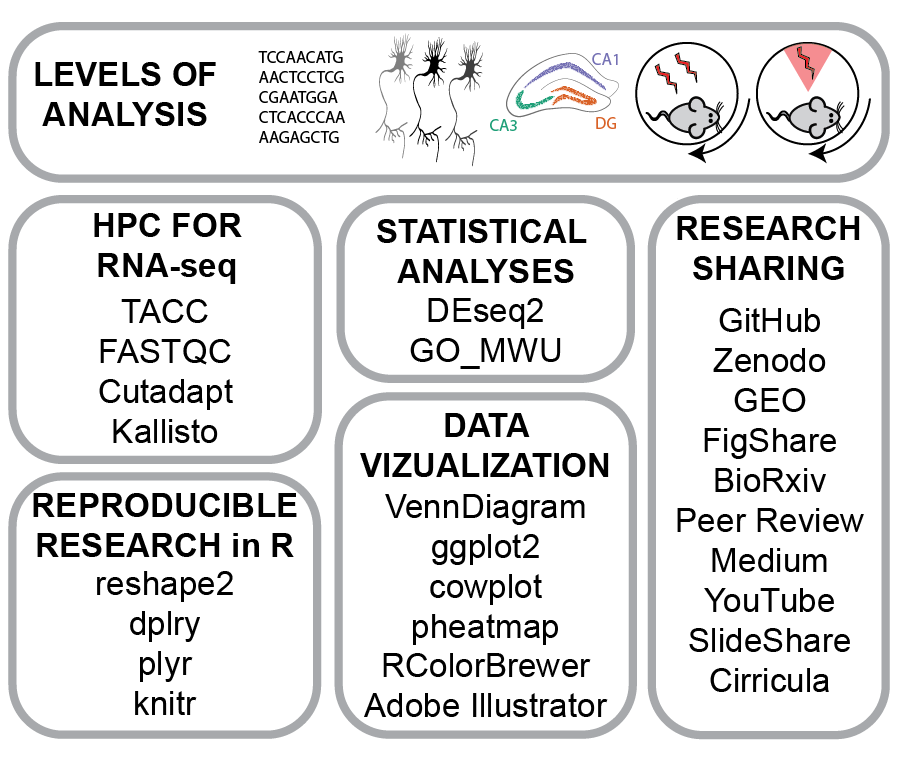 LEVELS OF
ANALYSIS
TCCAACATG
AACTCCTCG
CGAATGGA
CTCACCCAA
AAGAGCTG
CA1
CA3
DG
HPC FOR
RNA-seq
TACC
FASTQC
Cutadapt
Kallisto
REPRODUCIBLE
RESEARCH in R
reshape2
dplry
plyr
knitr
STATISTICAL
ANALYSES
DEseq2
GO_MWU
DATA
VIZUALIZATION
VennDiagram
ggplot2
cowplot
pheatmap
RColorBrewer
Adobe Illustrator
RESEARCH
SHARING
GitHub
Zenodo
GEO
FigShare
BioRxiv
Peer Review
Medium
YouTube
SlideShare
Cirricula